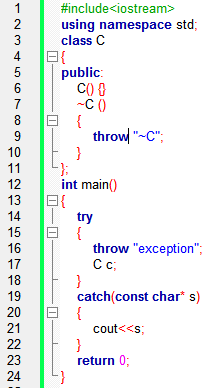 1 #include<iostream>
2 using namespace std;
3 class C
4 {
5 public:
6 C() {}
7 ~C ()
8 {
9 throw "~C";
10 }
11 };
12 int main()
13 {
14 try
15 {
16 throw "exception";
17 C c;
18 }
19 catch(const char* s)
20 {
21 cout<<s;
22 }
23 return 0;
24 }